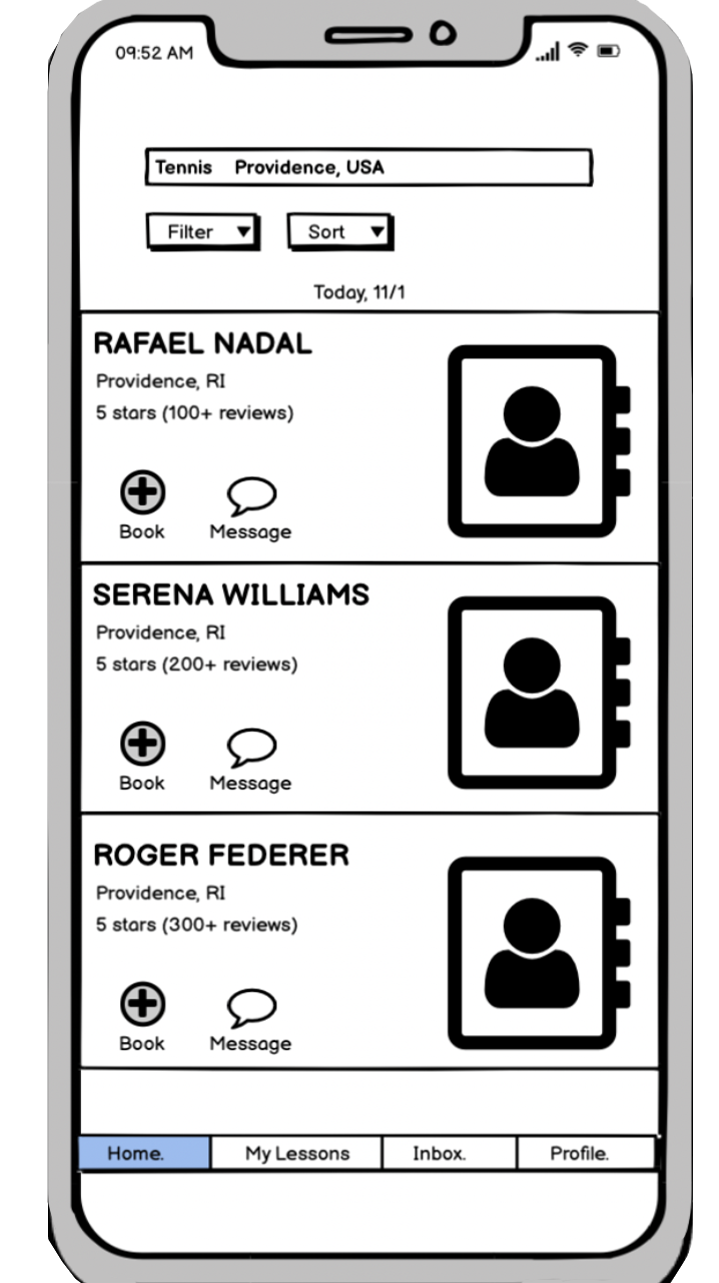 09:52 AM
Tennis Providence, USA
Filter Sort
Today, 11/1
RAFAEL NADAL
Providence, RI
5 stars (100+ reviews)
Book Message
SERENA WILLIAMS
Providence, RI
5 stars (200+ reviews)
Book Message
ROGER FEDERER
Providence, RI
5 stars (300+ reviews)
Book Message
Home. My Lessons Inbox. Profile.